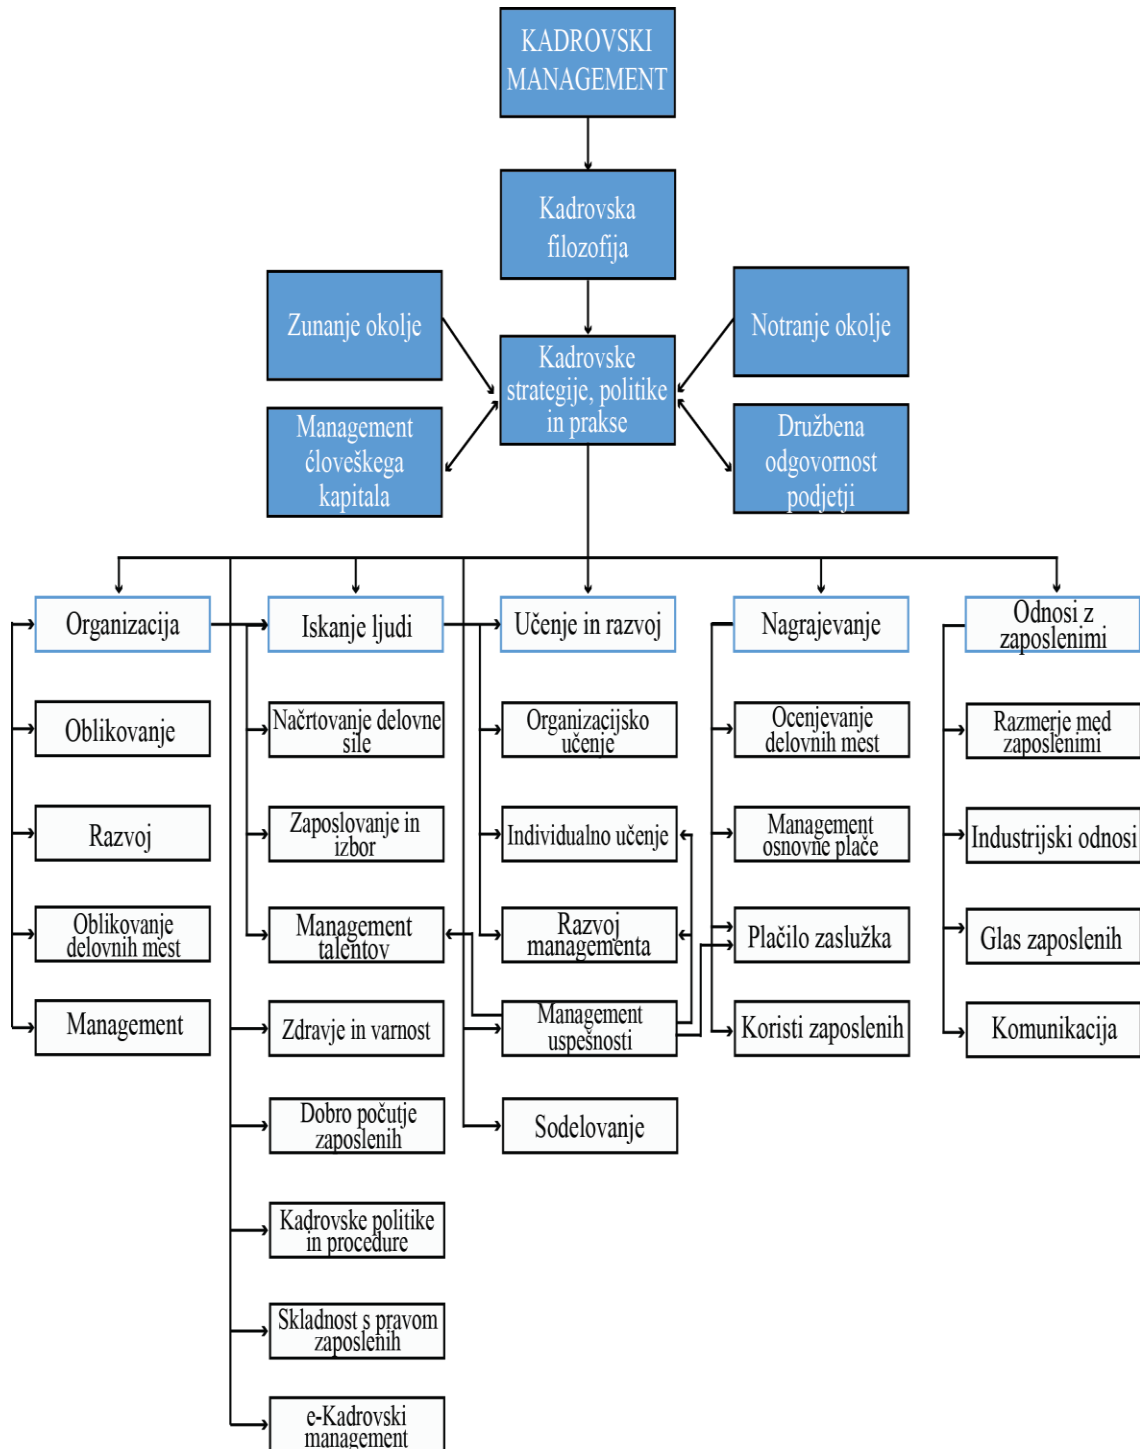 KADROVSKI
MANAGEMENT
Kadrovska
filozofija
Zunanje okolje
Notranje okolje
Kadrovske
strategije, politike
in prakse
Management
ćloveškega
kapitala
Družbena
odgovornost
podjetji
Organizacija
Iskanje ljudi
Učenje in razvoj
Nagrajevanje
Odnosi z
zaposlenimi
Oblikovanje
Načrtovanje delovne
sile
Organizacijsko
učenje
Ocenjevanje
delovnih mest
Razmerje med
zaposlenimi
Razvoj
Zaposlovanje in
izbor
Individualno učenje
Management
osnovne plače
Industrijski odnosi
Oblikovanje
delovnih mest
Management
talentov
Razvoj
managementa
Plačilo zaslužka
Glas zaposlenih
Management
Zdravje in varnost
Management
uspešnosti
Koristi zaposlenih
Komunikacija
Dobro počutje
zaposlenih
Sodelovanje
Kadrovske politike
in procedure
Skladnost s pravom
zaposlenih
e-Kadrovski
management